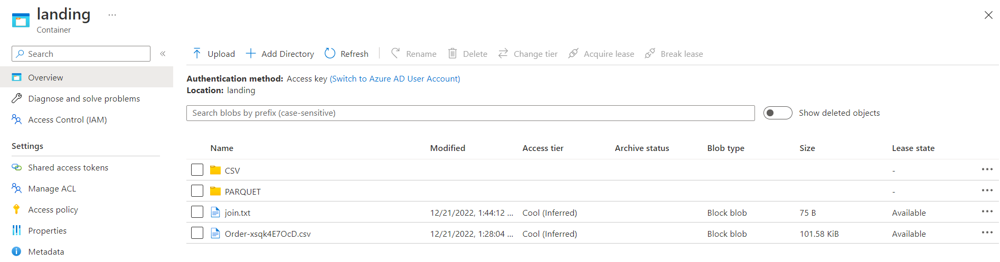 landing ...
Container
Search «
Upload Add Directory Refresh Rename Delete Change tier Acquire lease Break lease
Overview
Authentication method: Access key (Switch to Azure AD User Account)
Location: landing
Diagnose and solve problems
Search blobs by prefix (case-sensitive) Show deleted objects
Access Control (IAM)
Settings
Name Modified Access tier Archive status Blob type Size Lease state
Shared access tokens
CSV - ...
Manage ACL
PARQUET - ...
Access policy
join.txt 12/21/2022, 1:44:12 ... Cool (Inferred) Block blob 75 B Available ...
Properties
Order-xsqk4E7OcD.csv 12/21/2022, 1:28:04 ... Cool (Inferred) Block blob 101.58 KiB Available ...
Metadata